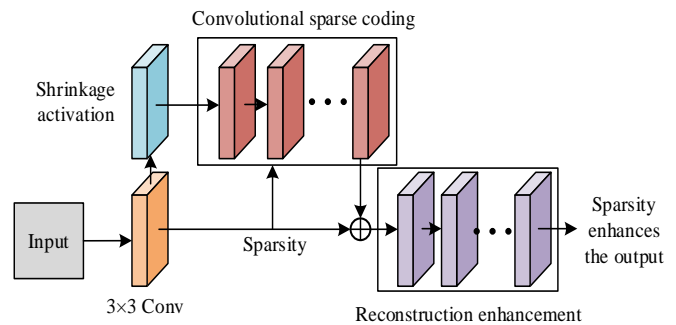 Convolutional sparse coding
Shrinkage
activation
Input
3×3 Conv
Sparsity
Sparsity
enhances
the output
Reconstruction enhancement